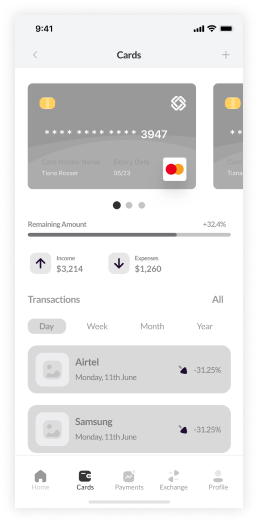 9:41
Cards
**** **** **** 3947
Card Holder Name Expiry Date
Tiana Rosser 05/23
Remaining Amount +32.4%
Income Expenses
$3,214 $1,260
Transactions All
Day Week Month Year
Airtel
Monday, 11th June -31.25%
Samsung
Monday, 11th June -31.25%
Home Cards Payments Exchange Profile